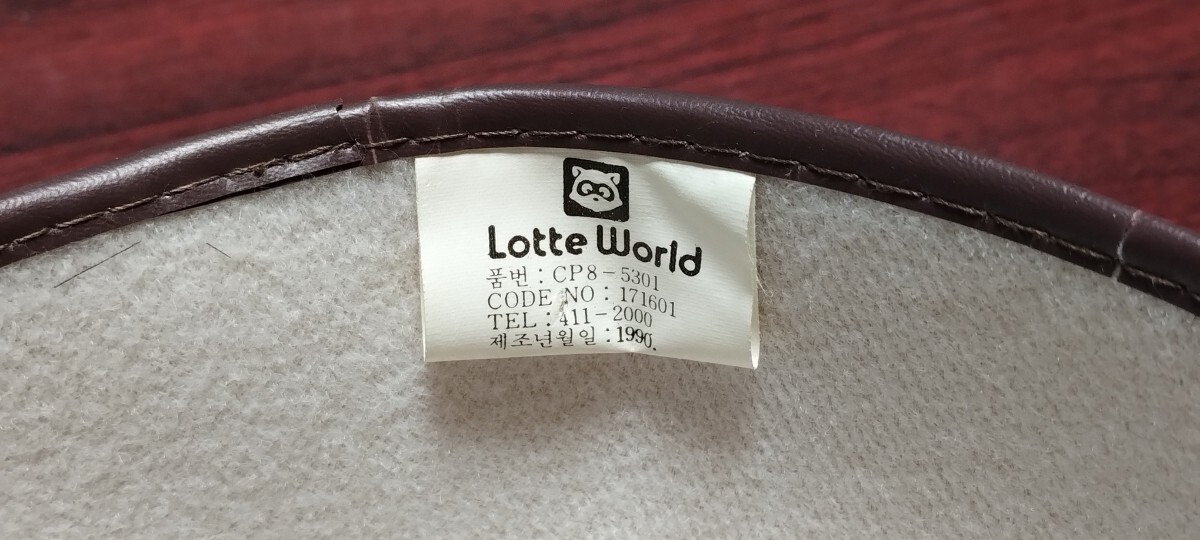 Lotte World
품번 : CP8-5301
CODE NO : 171601
TEL : 411-2000
제조년월일 : 1990.